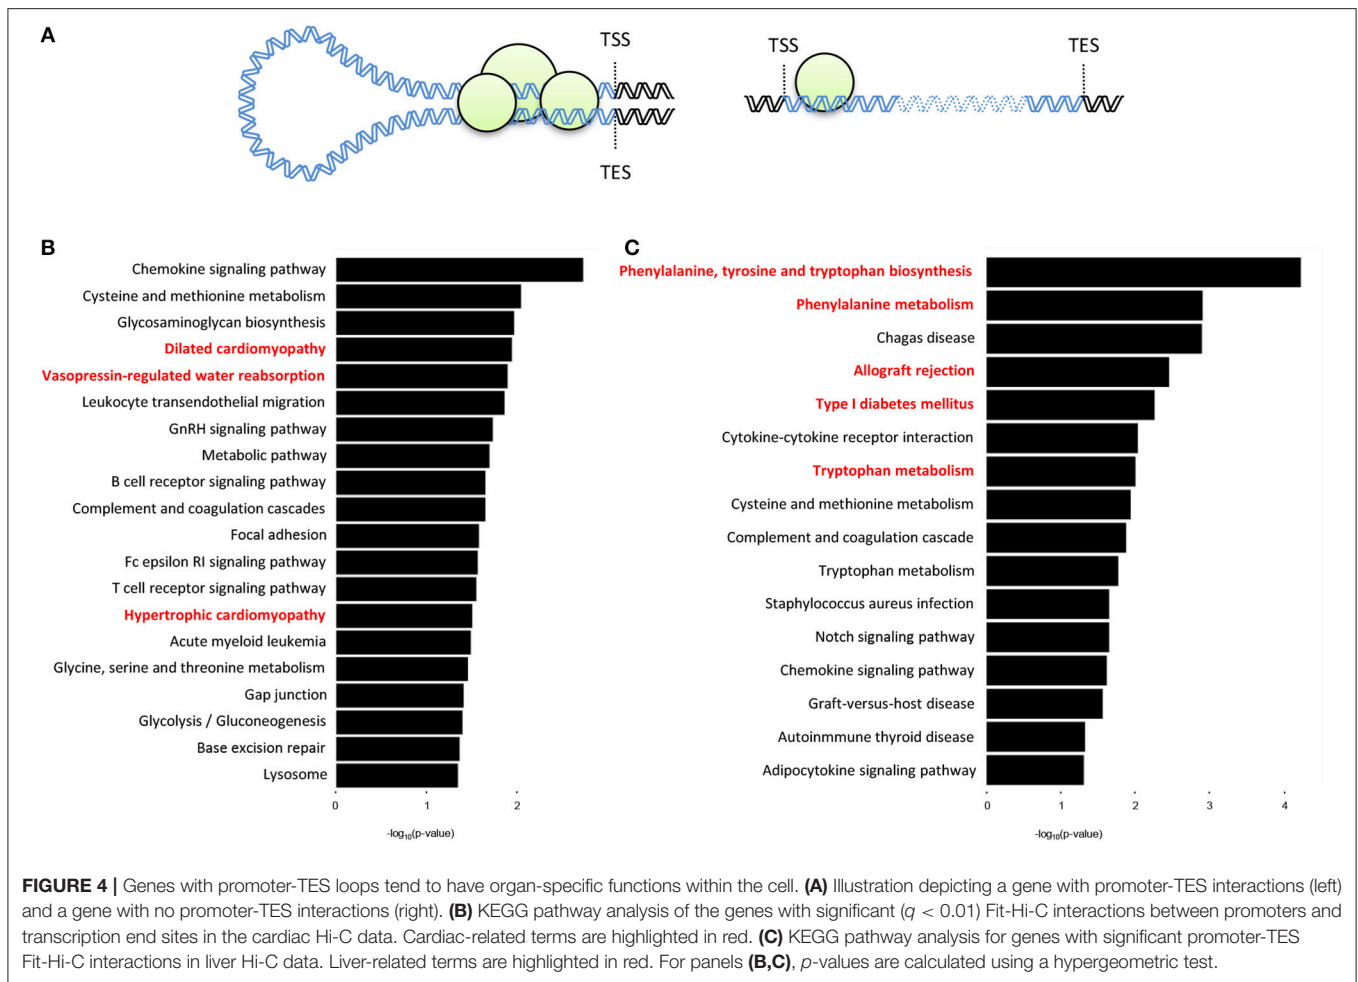 A
TSS
TES
TSS
TES
B
Chemokine signaling pathway
Cysteine and methionine metabolism
Glycosaminoglycan biosynthesis
Dilated cardiomyopathy
Vasopressin-regulated water reabsorption
Leukocyte transendothelial migration
GnRH signaling pathway
Metabolic pathway
B cell receptor signaling pathway
Complement and coagulation cascades
Focal adhesion
Fc epsilon RI signaling pathway
T cell receptor signaling pathway
Hypertrophic cardiomyopathy
Acute myeloid leukemia
Glycine, serine and threonine metabolism
Gap junction
Glycolysis / Gluconeogenesis
Base excision repair
Lysosome
0 1 2
-log10(p-value)
C
Phenylalanine, tyrosine and tryptophan biosynthesis
Phenylalanine metabolism
Chagas disease
Allograft rejection
Type I diabetes mellitus
Cytokine-cytokine receptor interaction
Tryptophan metabolism
Cysteine and methionine metabolism
Complement and coagulation cascade
Tryptophan metabolism
Staphylococcus aureus infection
Notch signaling pathway
Chemokine signaling pathway
Graft-versus-host disease
Autoinmmune thyroid disease
Adipocytokine signaling pathway
0 1 2 3 4
-log10(p-value)
FIGURE 4 | Genes with promoter-TES loops tend to have organ-specific functions within the cell. (A) Illustration depicting a gene with promoter-TES interactions (left)
and a gene with no promoter-TES interactions (right). (B) KEGG pathway analysis of the genes with significant (q < 0.01) Fit-Hi-C interactions between promoters and
transcription end sites in the cardiac Hi-C data. Cardiac-related terms are highlighted in red. (C) KEGG pathway analysis for genes with significant promoter-TES
Fit-Hi-C interactions in liver Hi-C data. Liver-related terms are highlighted in red. For panels (B,C), p-values are calculated using a hypergeometric test.